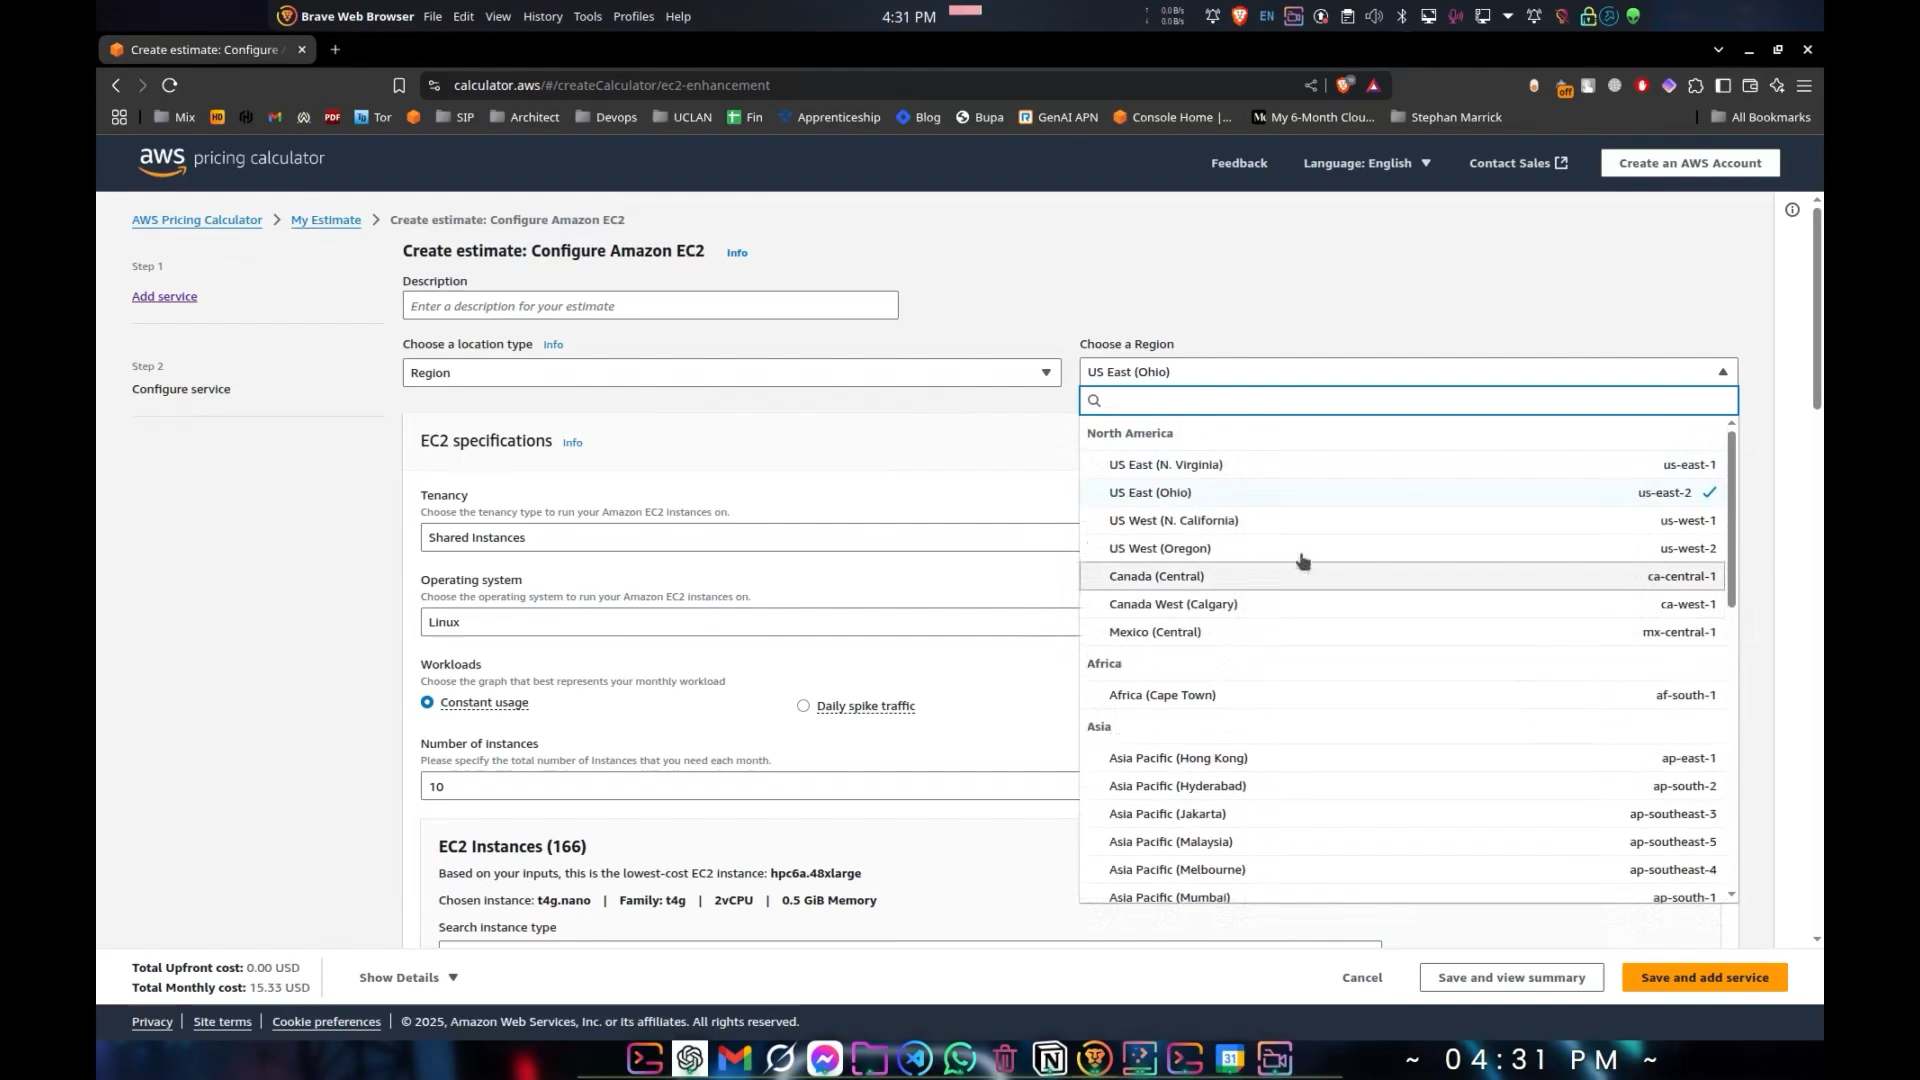 Brave Web Browser File Edit View History Tools Profiles Help
4:31 PM
0.0 B/s
0.0 B/s
EN
Create estimate: Configure
calculator.aws/#/createCalculator/ec2-enhancement
off
Mix
HD
PDF
Tor
SIP
Architect
Devops
UCLAN
Fin
Apprenticeship
Blog
Bupa
GenAI APN
Console Home |...
My 6-Month Clou...
Stephan Marrick
All Bookmarks
aws pricing calculator
Feedback
Language: English
Contact Sales
Create an AWS Account
AWS Pricing Calculator
My Estimate
Create estimate: Configure Amazon EC2
Create estimate: Configure Amazon EC2 Info
Step 1
Add service
Step 2
Configure service
Description
Enter a description for your estimate
Choose a location type Info
Region
Choose a Region
US East (Ohio)
North America
US East (N. Virginia) us-east-1
US East (Ohio) us-east-2
US West (N. California) us-west-1
US West (Oregon) us-west-2
Canada (Central) ca-central-1
Canada West (Calgary) ca-west-1
Mexico (Central) mx-central-1
Africa
Africa (Cape Town) af-south-1
Asia
Asia Pacific (Hong Kong) ap-east-1
Asia Pacific (Hyderabad) ap-south-2
Asia Pacific (Jakarta) ap-southeast-3
Asia Pacific (Malaysia) ap-southeast-5
Asia Pacific (Melbourne) ap-southeast-4
Asia Pacific (Mumbai) ap-south-1
EC2 specifications Info
Tenancy
Choose the tenancy type to run your Amazon EC2 instances on.
Shared Instances
Operating system
Choose the operating system to run your Amazon EC2 instances on.
Linux
Workloads
Choose the graph that best represents your monthly workload
Constant usage
Daily spike traffic
Number of instances
Please specify the total number of Instances that you need each month.
10
EC2 Instances (166)
Based on your inputs, this is the lowest-cost EC2 instance: hpc6a.48xlarge
Chosen instance: t4g.nano | Family: t4g | 2vCPU | 0.5 GiB Memory
Search instance type
Total Upfront cost: 0.00 USD
Total Monthly cost: 15.33 USD
Show Details
Cancel
Save and view summary
Save and add service
Privacy | Site terms | Cookie preferences | © 2025, Amazon Web Services, Inc. or its affiliates. All rights reserved.
31
~ 04:31 PM ~